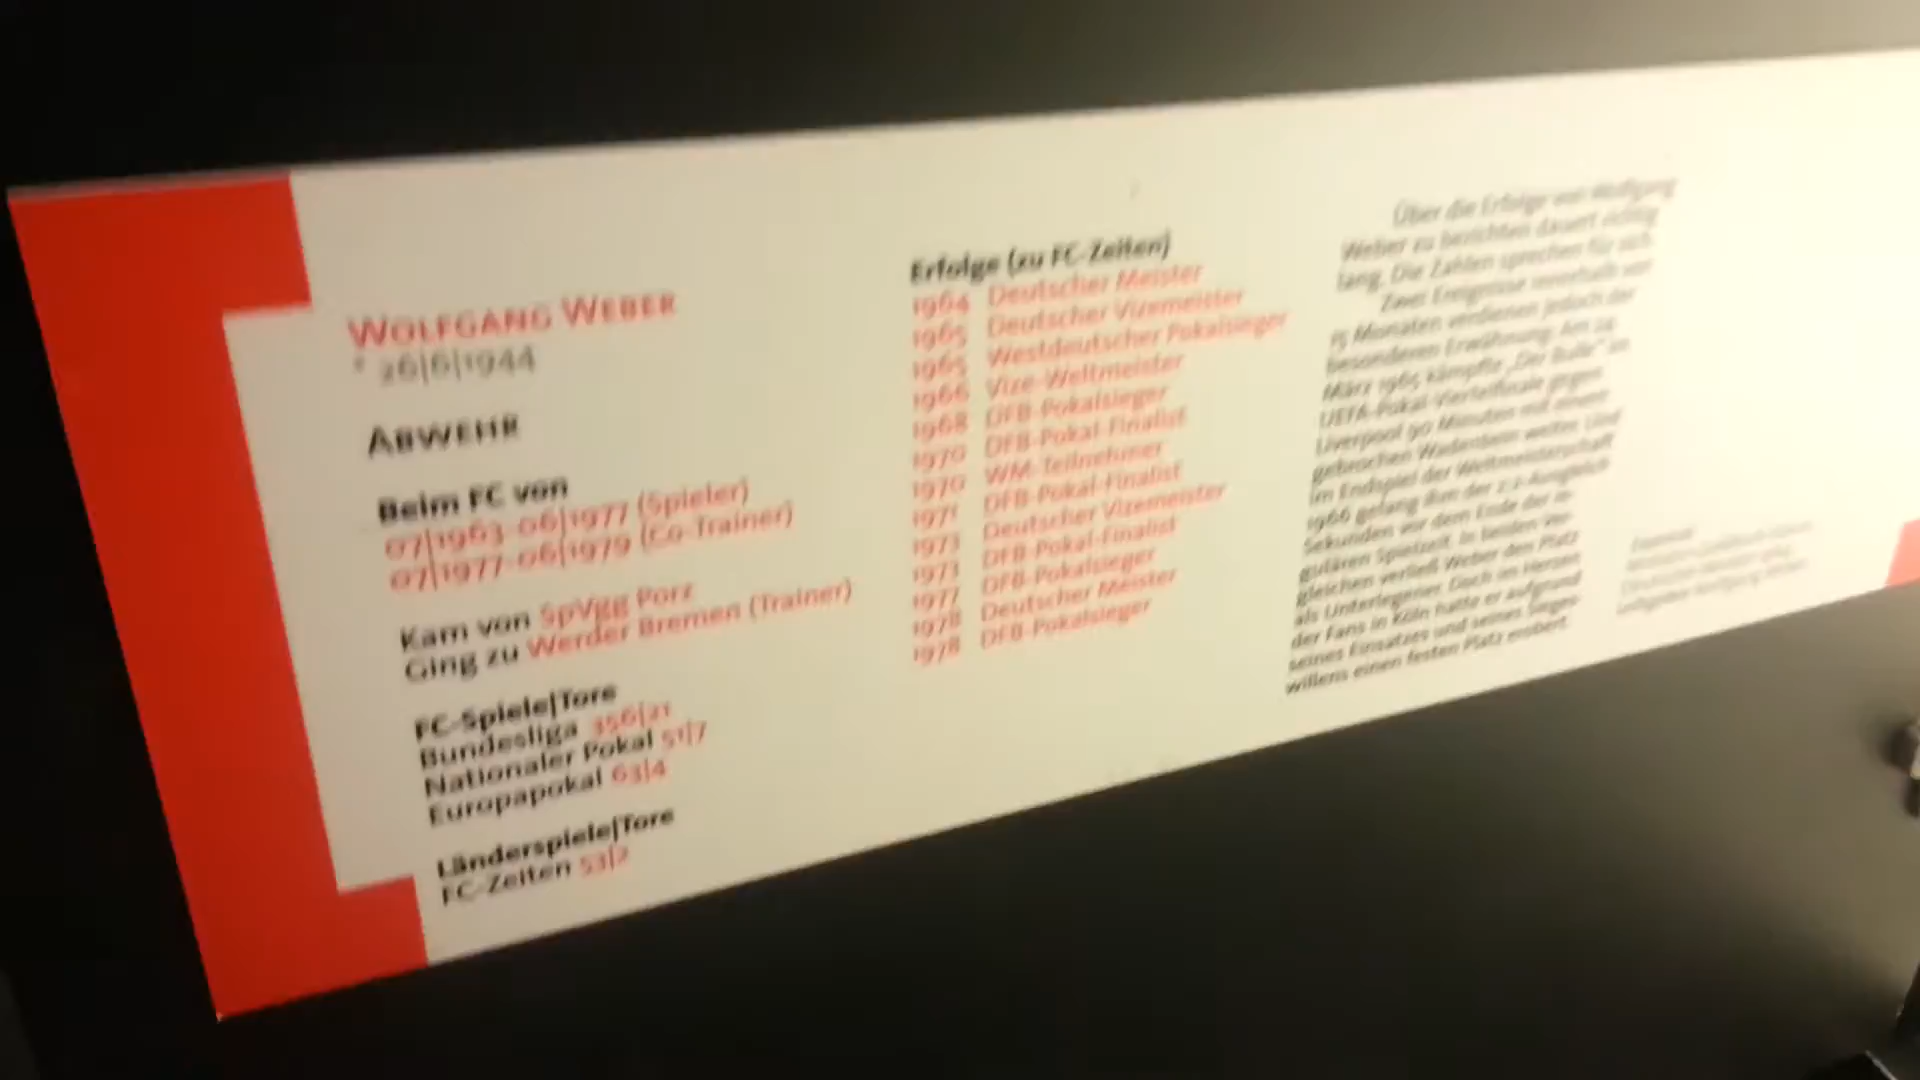 WOLFGANG WEBER
* 26|6|1944
ABWEHR
Beim FC von
07|1963-06|1977 (Spieler)
07|1977-06|1979 (Co-Trainer)
Kam von SpVgg Porz
Ging zu Werder Bremen (Trainer)
FC-Spiele|Tore
Bundesliga 356|21
Nationaler Pokal 51|7
Europapokal 63|4
Länderspiele|Tore
FC-Zeiten 53|2
Erfolge (zu FC-Zeiten)
1964 Deutscher Meister
1965 Deutscher Vizemeister
1965 Westdeutscher Pokalsieger
1966 Vize-Weltmeister
1968 DFB-Pokalsieger
1970 DFB-Pokal-Finalist
1970 WM-Teilnehmer
1971 DFB-Pokal-Finalist
1973 Deutscher Vizemeister
1973 DFB-Pokal-Finalist
1977 DFB-Pokalsieger
1978 Deutscher Meister
1978 DFB-Pokalsieger
Über die Erfolge von Wolfgang
Weber zu berichten dauert richtig
lang. Die Zahlen sprechen für sich.
Zwei Ereignisse innerhalb von
15 Monaten verdienen jedoch der
besonderen Erwähnung: Am 24.
März 1965 kämpfte „Der Bulle" im
UEFA-Pokal-Viertelfinale gegen
Liverpool 90 Minuten mit einem
gebrochen Wadenbein weiter. Und
im Endspiel der Weltmeisterschaft
1966 gelang ihm der 2:2-Ausgleich
Sekunden vor dem Ende der re-
gulären Spielzeit. In beiden Ver-
gleichen verließ Weber den Platz
als Unterlegener. Doch im Herzen
der Fans in Köln hatte er aufgrund
seines Einsatzes und seines Sieges-
willens einen festen Platz erobert.